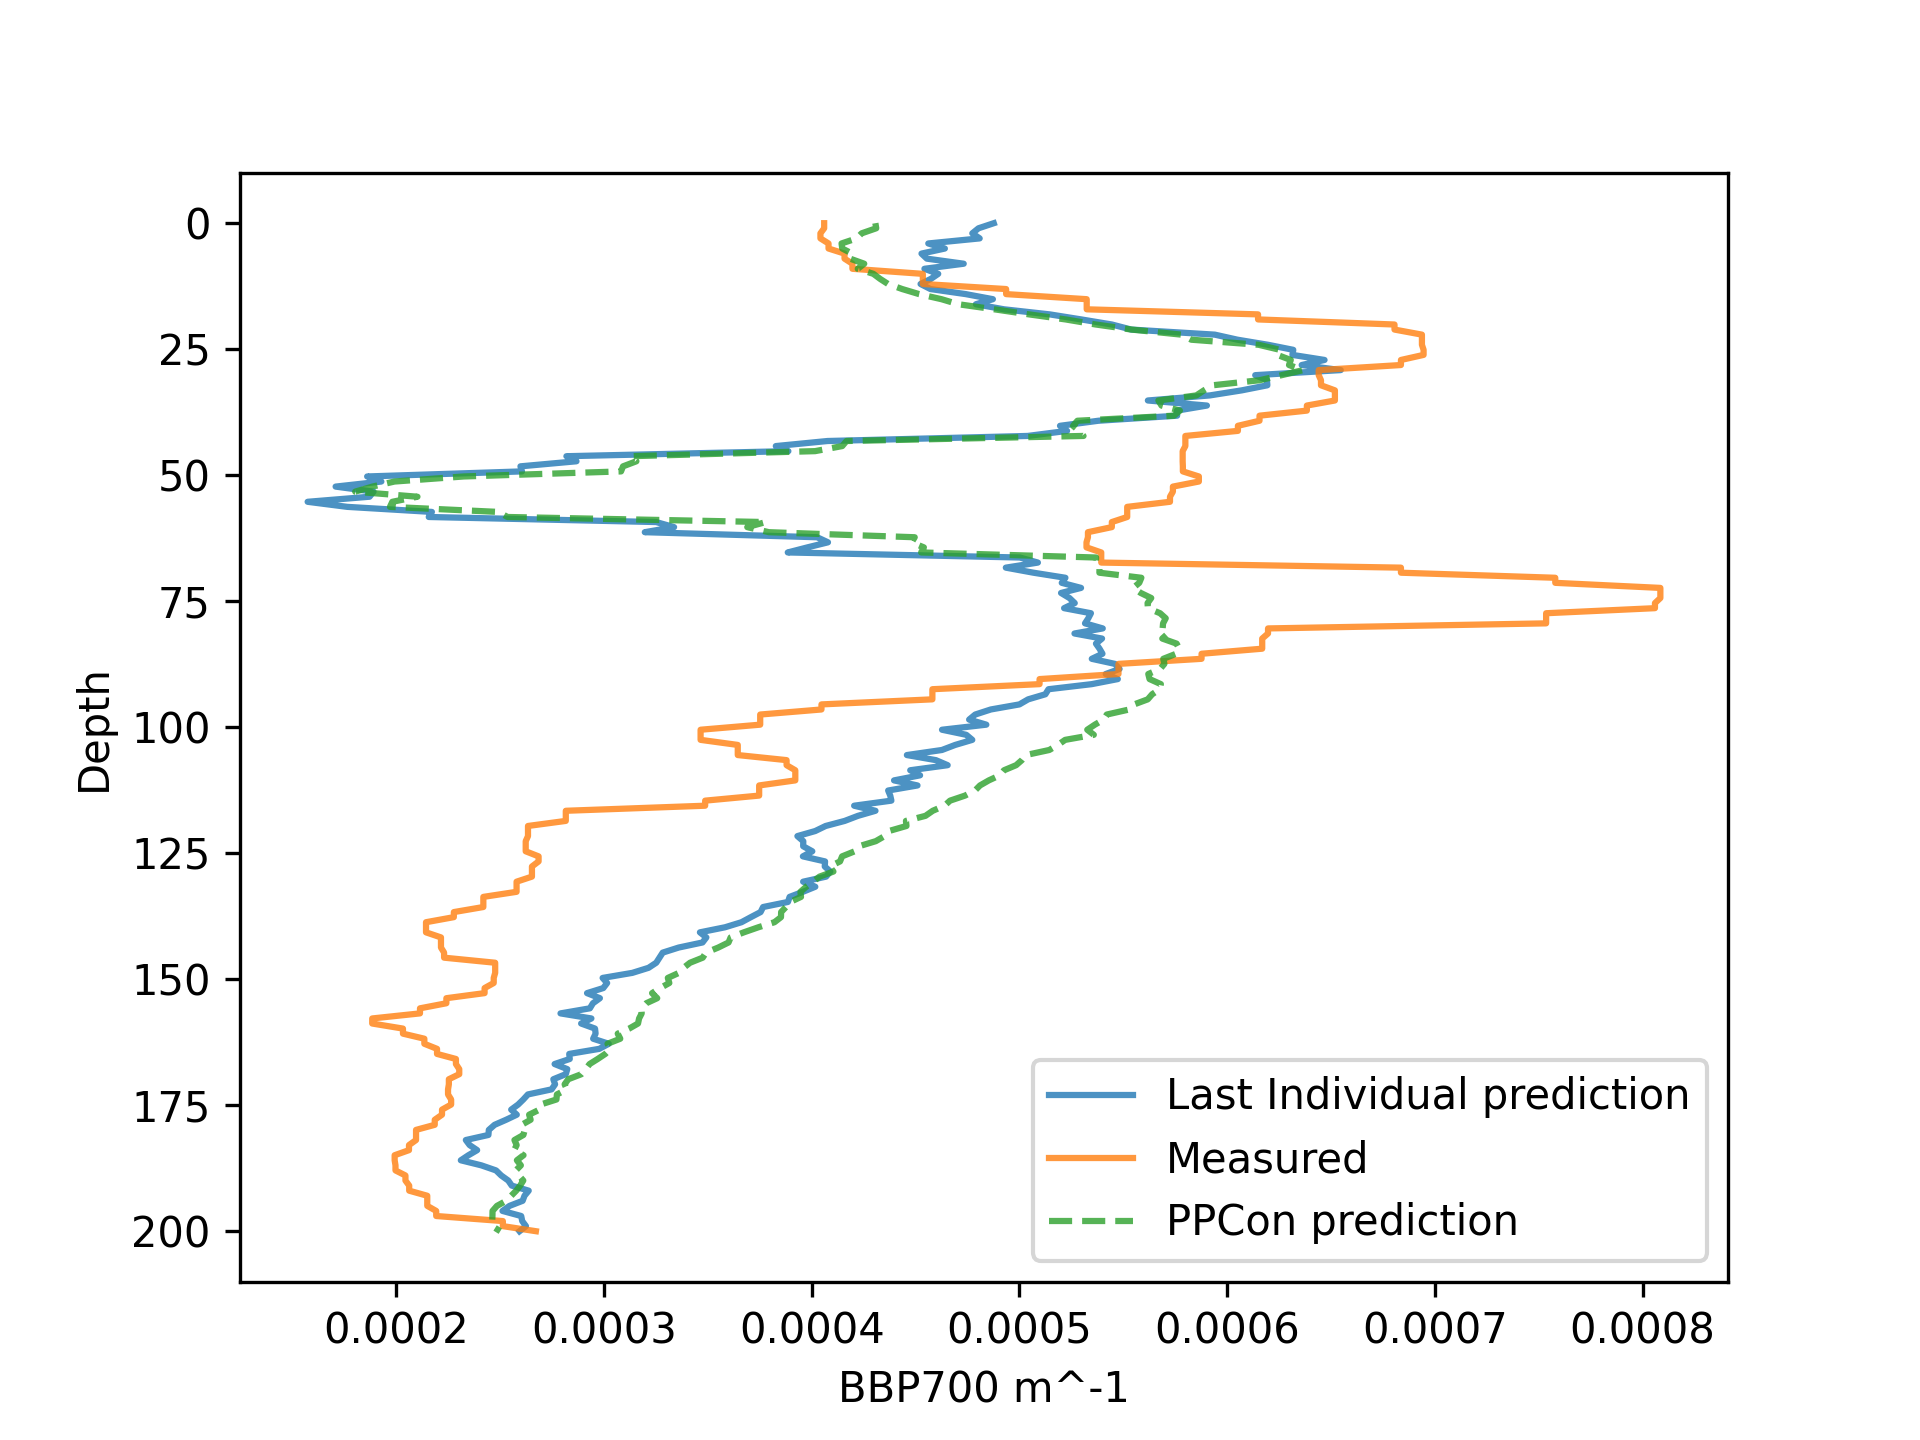 0
25
50
75
100
125
150
175
200
Depth
0.0002 0.0003 0.0004 0.0005 0.0006 0.0007 0.0008
BBP700 m^-1
Last Individual prediction
Measured
PPCon prediction